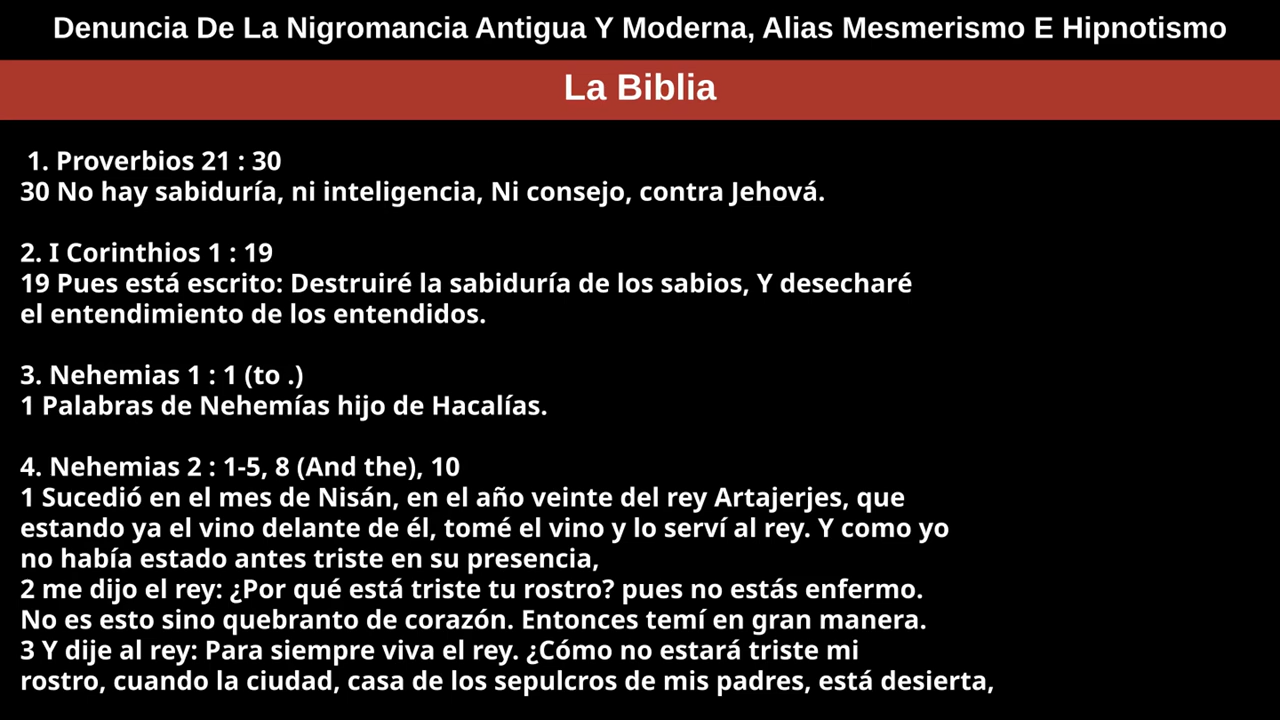 Denuncia De La Nigromancia Antigua Y Moderna, Alias Mesmerismo E Hipnotismo
La Biblia
1. Proverbios 21 : 30
30 No hay sabiduría, ni inteligencia, Ni consejo, contra Jehová.
2. I Corinthios 1 : 19
19 Pues está escrito: Destruiré la sabiduría de los sabios, Y desecharé
el entendimiento de los entendidos.
3. Nehemias 1 : 1 (to .)
1 Palabras de Nehemías hijo de Hacalías.
4. Nehemias 2 : 1-5, 8 (And the), 10
1 Sucedió en el mes de Nisán, en el año veinte del rey Artajerjes, que
estando ya el vino delante de él, tomé el vino y lo serví al rey. Y como yo
no había estado antes triste en su presencia,
2 me dijo el rey: ¿Por qué está triste tu rostro? pues no estás enfermo.
No es esto sino quebranto de corazón. Entonces temí en gran manera.
3 Y dije al rey: Para siempre viva el rey. ¿Cómo no estará triste mi
rostro, cuando la ciudad, casa de los sepulcros de mis padres, está desierta,